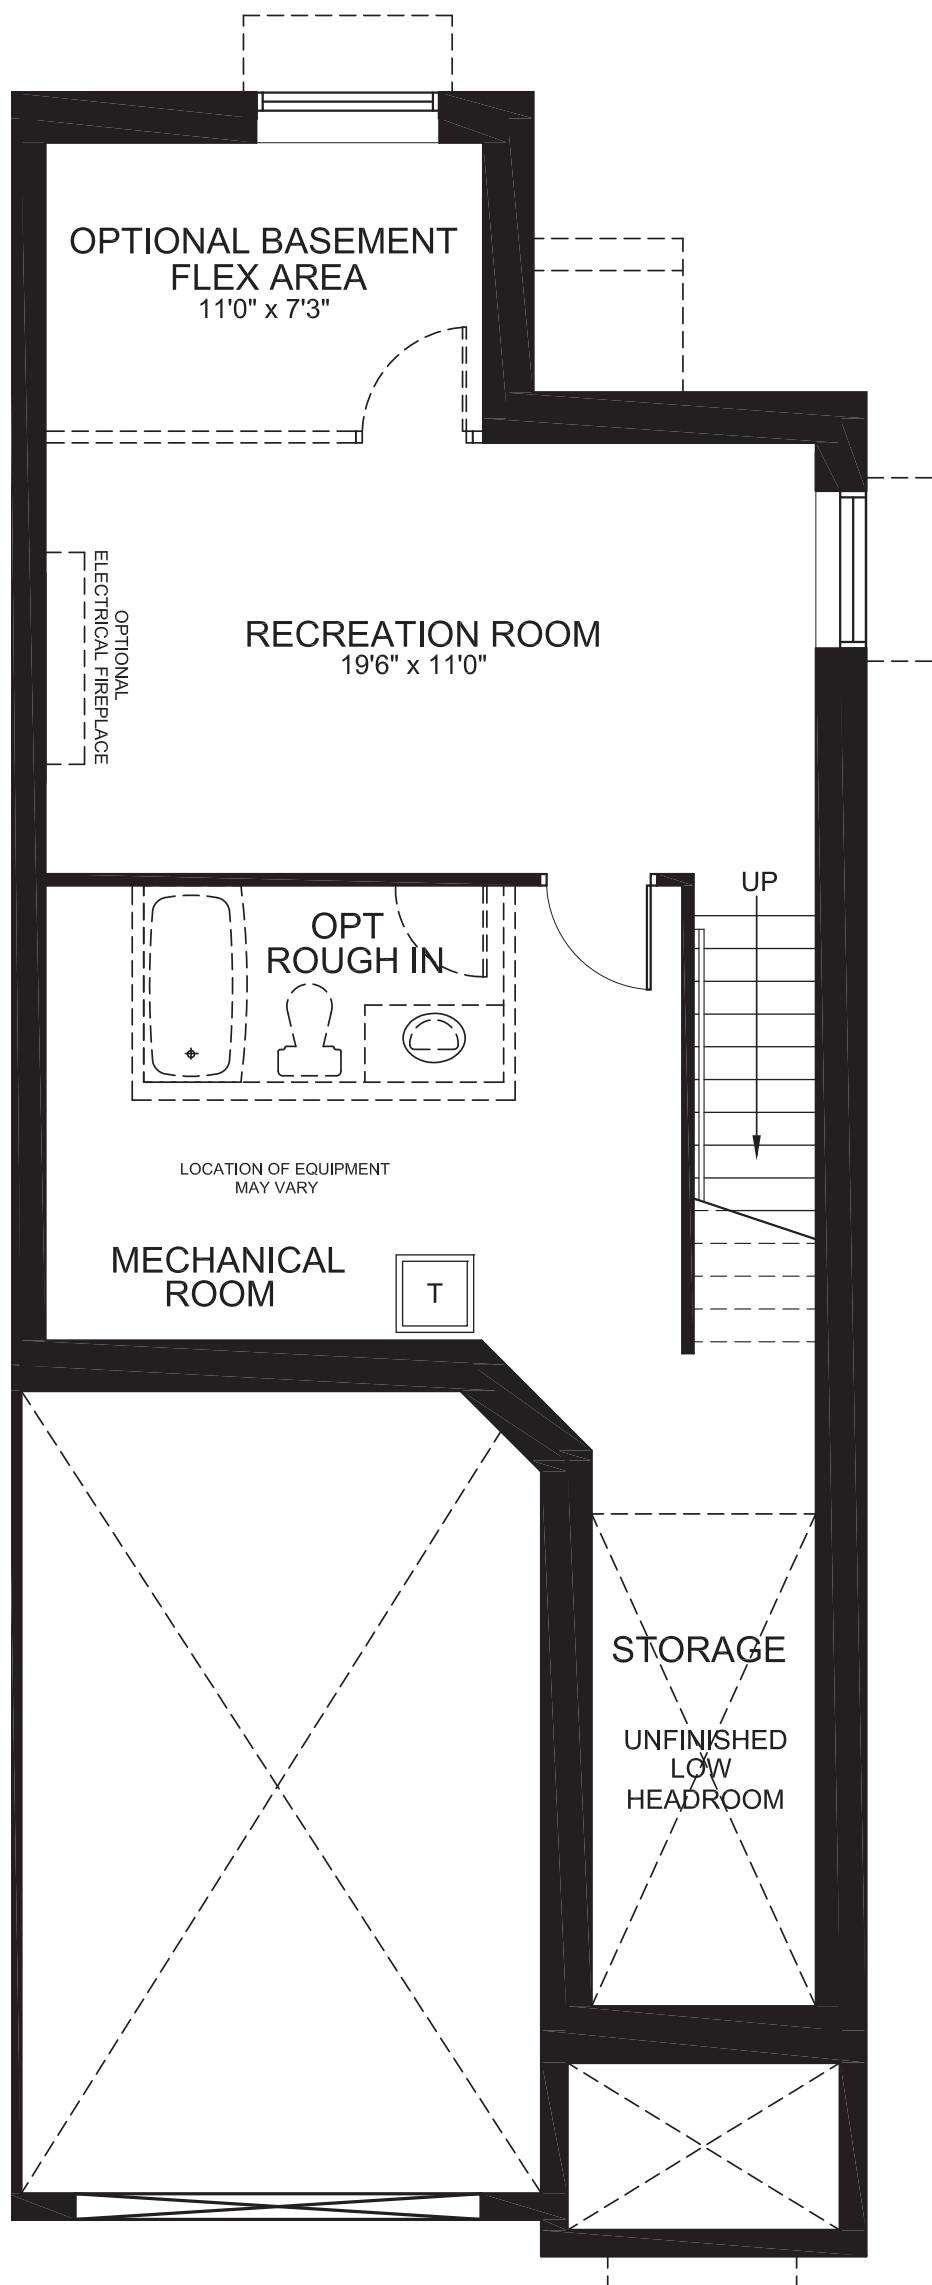 OPTIONAL BASEMENT
FLEX AREA
11'0" x 7'3"
OPTIONAL
ELECTRICAL FIREPLACE
RECREATION ROOM
19'6" x 11'0"
UP
OPT
ROUGH IN
LOCATION OF EQUIPMENT
MAY VARY
MECHANICAL
ROOM
T
STORAGE
UNFINISHED
LOW
HEADROOM